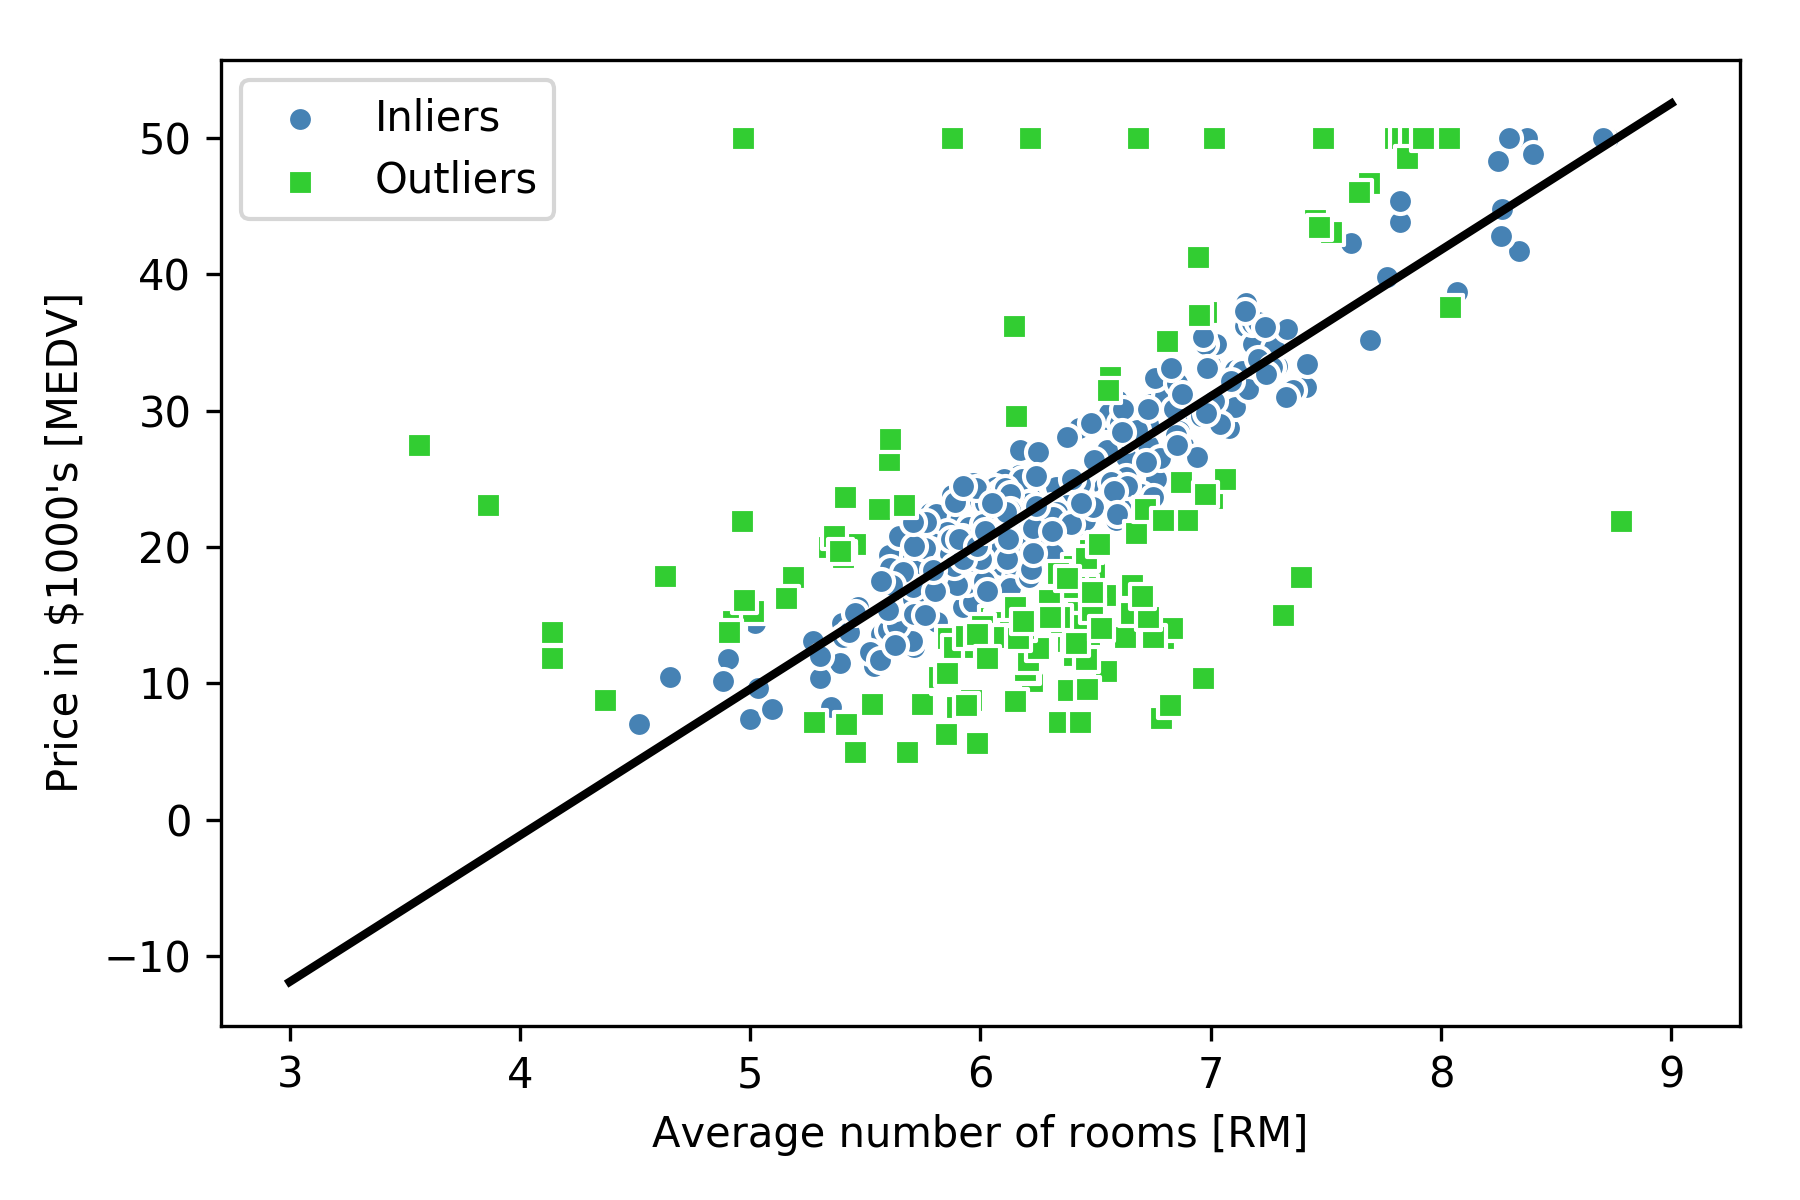 Inliers
Outliers
50
40
30
20
10
0
−10
Price in $1000's [MEDV]
3 4 5 6 7 8 9
Average number of rooms [RM]